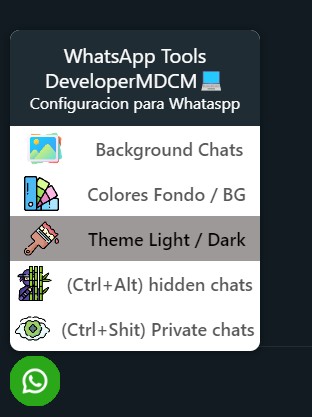 WhatsApp Tools
DeveloperMDCM💻
Configuracion para Whataspp
Background Chats
Colores Fondo / BG
Theme Light / Dark
(Ctrl+Alt) hidden chats
(Ctrl+Shit) Private chats